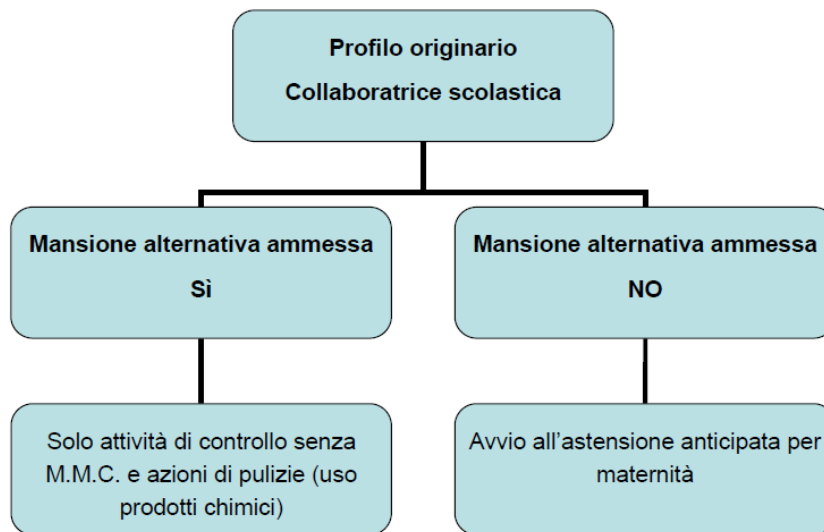 Profilo originario
Collaboratrice scolastica
Mansione alternativa ammessa
Sì
Mansione alternativa ammessa
NO
Solo attività di controllo senza
M.M.C. e azioni di pulizie (uso
prodotti chimici)
Avvio all'astensione anticipata per
maternità